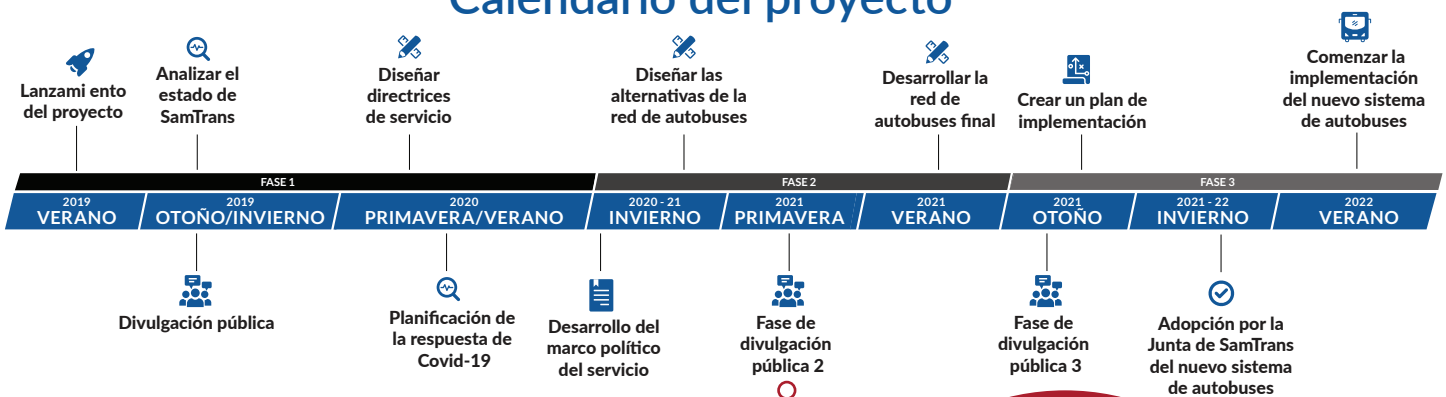 Calendario del proyecto
Lanzami ento
del proyecto
Analizar el
estado de
SamTrans
Diseñar
directrices
de servicio
Diseñar las
alternativas de la
red de autobuses
Desarrollar la
red de
autobuses final
Crear un plan de
implementación
Comenzar la
implementación
del nuevo sistema
de autobuses
FASE 1
FASE 2
FASE 3
2019
VERANO
2019
OTOÑO/INVIERNO
2020
PRIMAVERA/VERANO
2020 - 21
INVIERNO
2021
PRIMAVERA
2021
VERANO
2021
OTOÑO
2021 - 22
INVIERNO
2022
VERANO
Divulgación pública
Planificación de
la respuesta de
Covid-19
Desarrollo del
marco político
del servicio
Fase de
divulgación
pública 2
Fase de
divulgación
pública 3
Adopción por la
Junta de SamTrans
del nuevo sistema
de autobuses